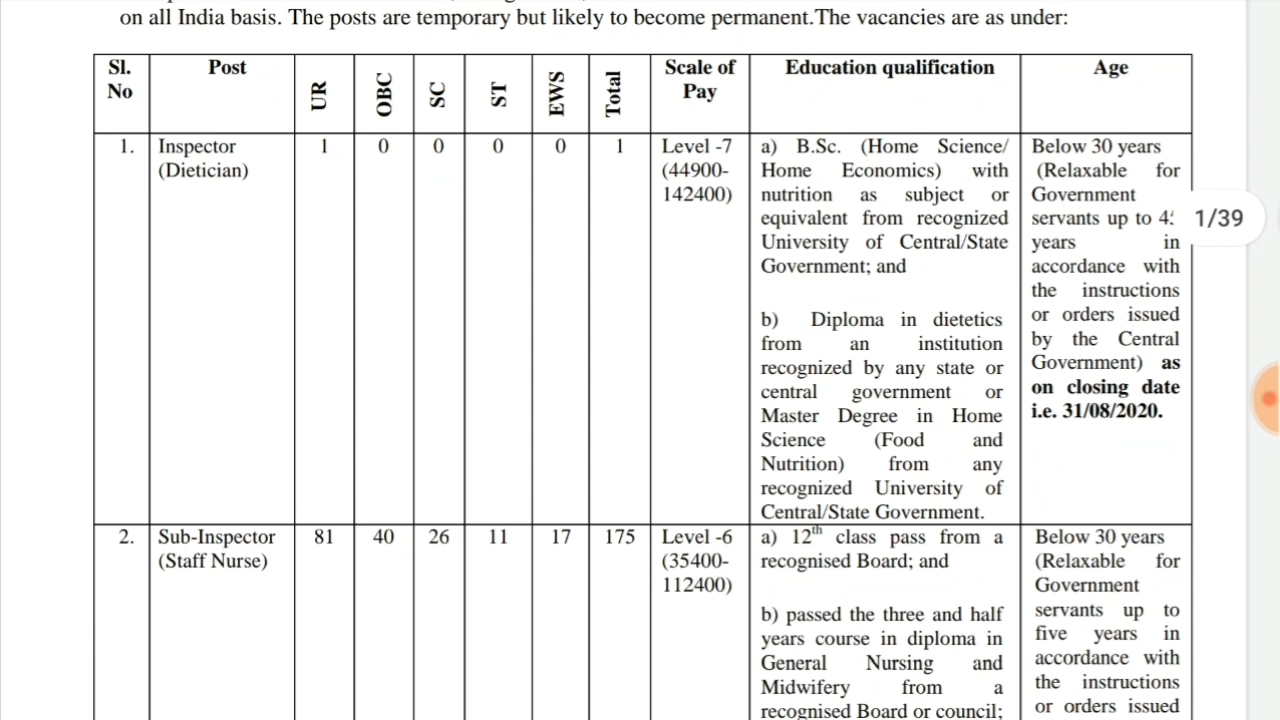 on all India basis. The posts are temporary but likely to become permanent.The vacancies are as under:
Sl. No
Post
UR
OBC
SC
ST
EWS
Total
Scale of Pay
Education qualification
Age
1.
Inspector
(Dietician)
1
0
0
0
0
1
Level -7
(44900-
142400)
a) B.Sc. (Home Science/
Home Economics) with
nutrition as subject or
equivalent from recognized
University of Central/State
Government; and
b) Diploma in dietetics
from an institution
recognized by any state or
central government or
Master Degree in Home
Science (Food and
Nutrition) from any
recognized University of
Central/State Government.
Below 30 years
(Relaxable for
Government
servants up to
years in
accordance with
the instructions
or orders issued
by the Central
Government) as
on closing date
i.e. 31/08/2020.
1/39
2.
Sub-Inspector
(Staff Nurse)
81
40
26
11
17
175
Level -6
(35400-
112400)
a) 12th class pass from a
recognised Board; and
b) passed the three and half
years course in diploma in
General Nursing and
Midwifery from a
recognised Board or council;
Below 30 years
(Relaxable for
Government
servants up to
five years in
accordance with
the instructions
or orders issued